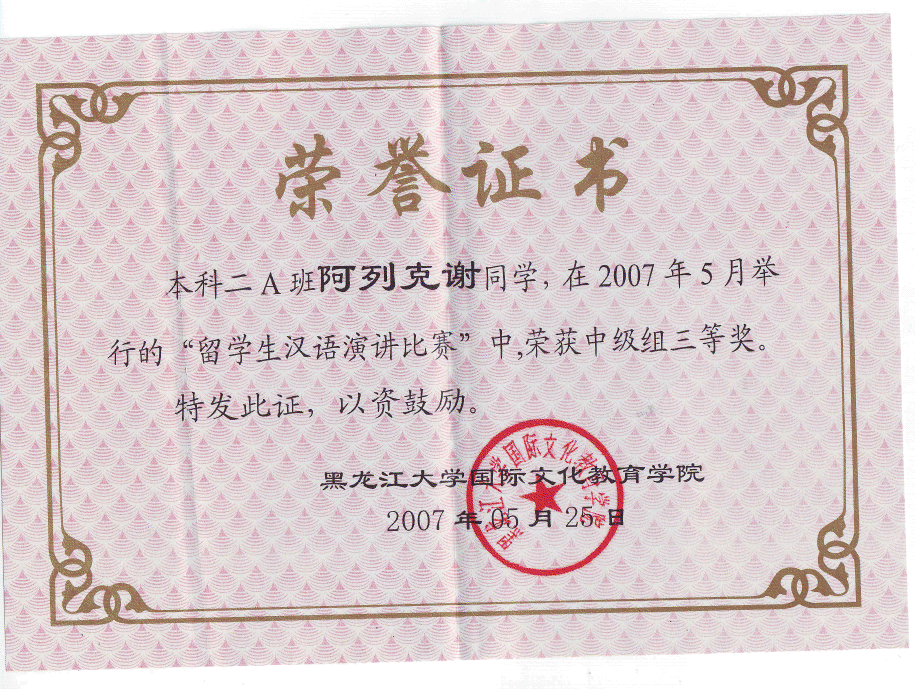 荣誉证书
本科二A班阿列克谢同学，在2007年5月举
行的“留学生汉语演讲比赛”中,荣获中级组三等奖。
特发此证，以资鼓励。
黑龙江大学国际文化教育学院
2007年05月25日
黑龙江大学国际文化教育学院